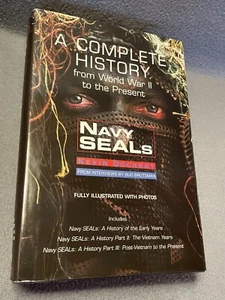 A COMPLETE
HISTORY
from World War II
to the Present
NAVY
SEALs
KEVIN DOCKERY
FROM INTERVIEWS BY BUD BRUTSMAN
FULLY ILLUSTRATED WITH PHOTOS
Includes
Navy SEALs: A History of the Early Years
Navy SEALs: A History Part II: The Vietnam Years
Navy SEALs: A History Part III: Post-Vietnam to the Present